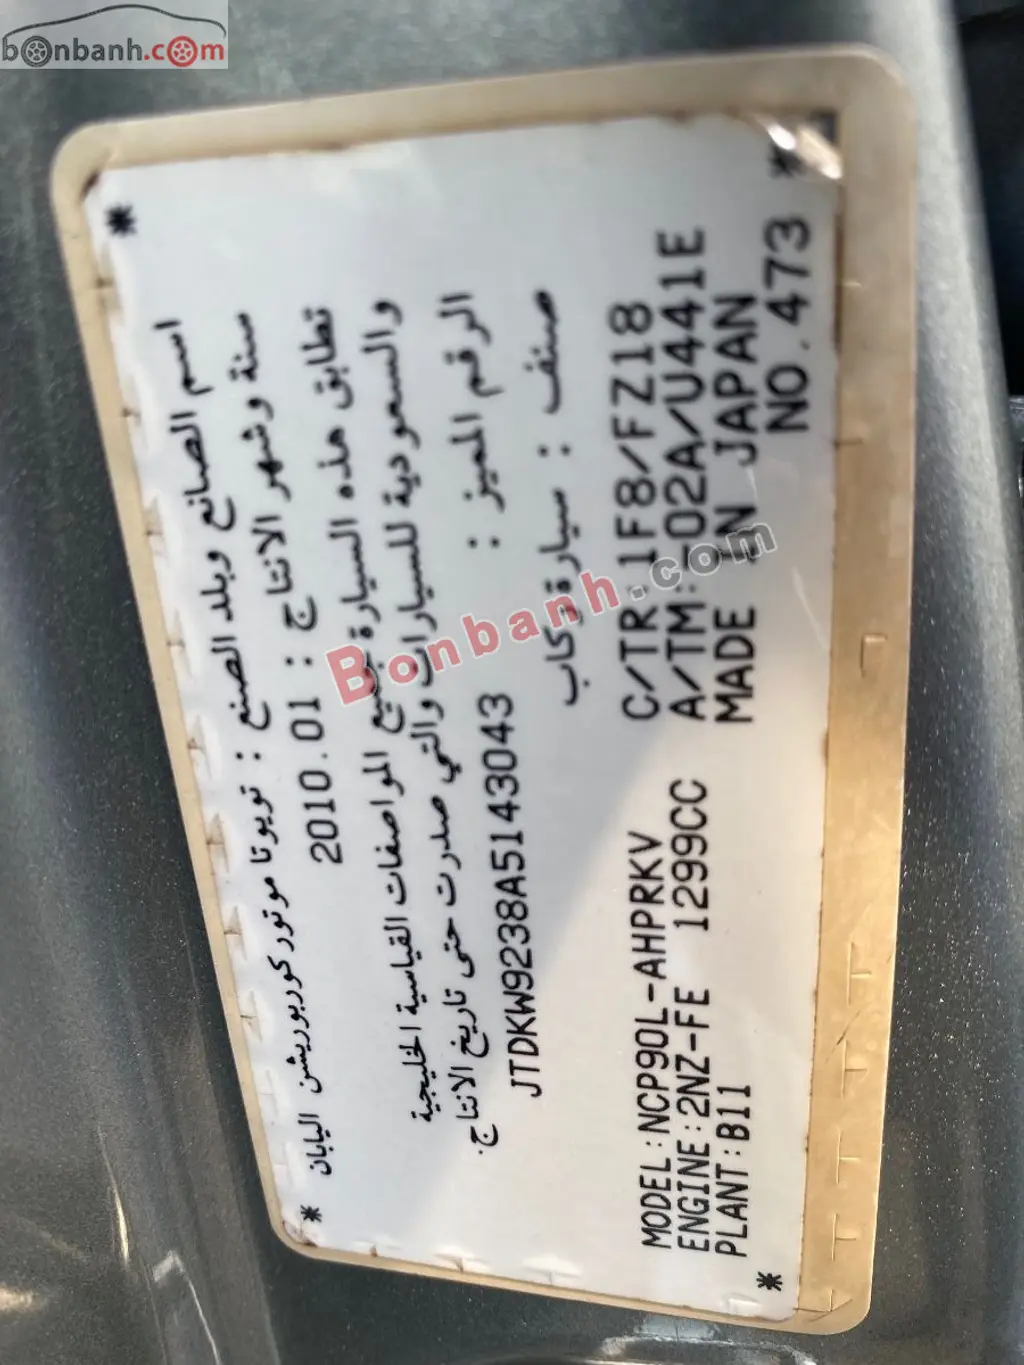 bonbanh.com
اسم الصانع وبلد الصنع : تويوتا موتور كوربوريشن اليابان
سنة وشهر الانتاج : 2010.01
تطابق هذه السيارة جميع المواصفات القياسية الخليجية
والسعودية للسيارات والتي صدرت حتى تاريخ الانتاج.
الرقم المميز : JTDKW9238A5143043
صنف : سيارة ركاب
MODEL:NCP90L-AHPRKV C/TR:1F8/FZ18
ENGINE:2NZ-FE 1299CC A/TM:-02A/U441E
PLANT:B11 MADE IN JAPAN
NO.473
Bonbanh.com